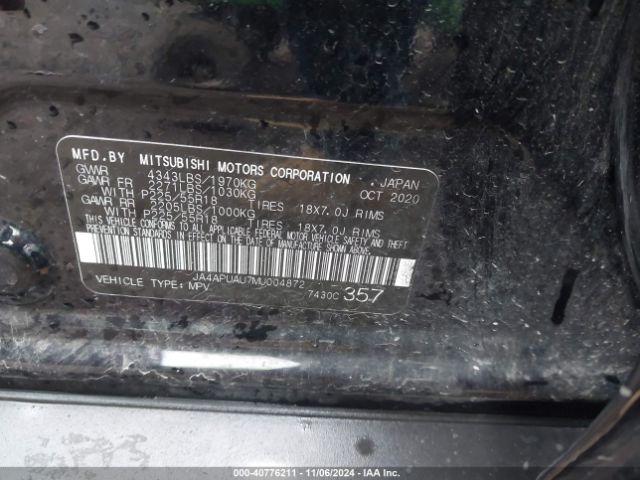 MFD.BY MITSUBISHI MOTORS CORPORATION . JAPAN
GVWR 4343LBS/1970KG OCT 2020
GAWR FR 2271LBS/1030KG
WITH P225/55R18 TIRES 18X7.0J RIMS
GAWR RR 2205LBS/1000KG
WITH P225/55R18 TIRES 18X7.0J RIMS
THIS VEHICLE CONFORMS TO ALL APPLICABLE FEDERAL MOTOR VEHICLE SAFETY AND
THEFT PREVENTION STANDARDS IN EFFECT ON THE DATE OF MANUFACTURE SHOWN ABOVE.
JA4APUAU7MU004872
VEHICLE TYPE: MPV 7430C 357
000-40776211 - 11/06/2024 - IAA Inc.